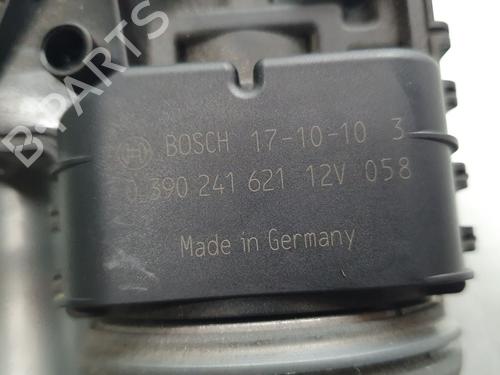 B-PARTS
BOSCH 17-10-10 3
0 390 241 621 12V 058
Made in Germany